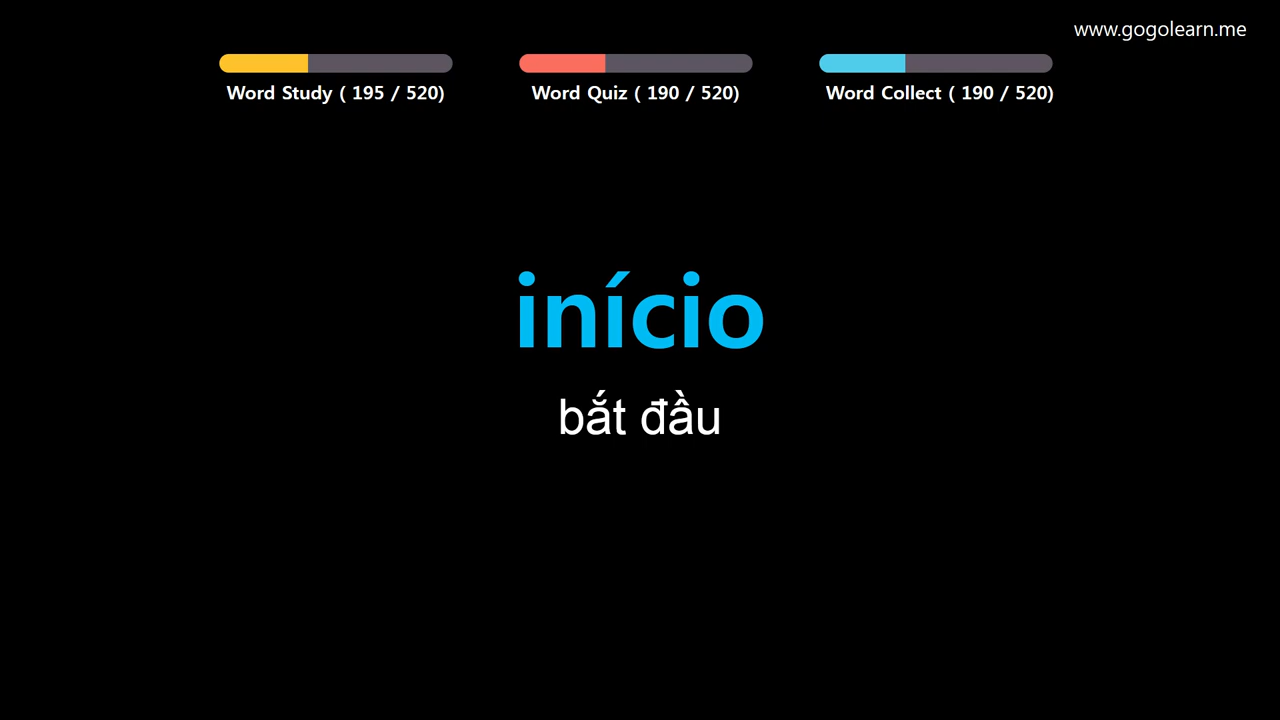 www.gogolearn.me
Word Study ( 195 / 520)
Word Quiz ( 190 / 520)
Word Collect ( 190 / 520)
início
bắt đầu